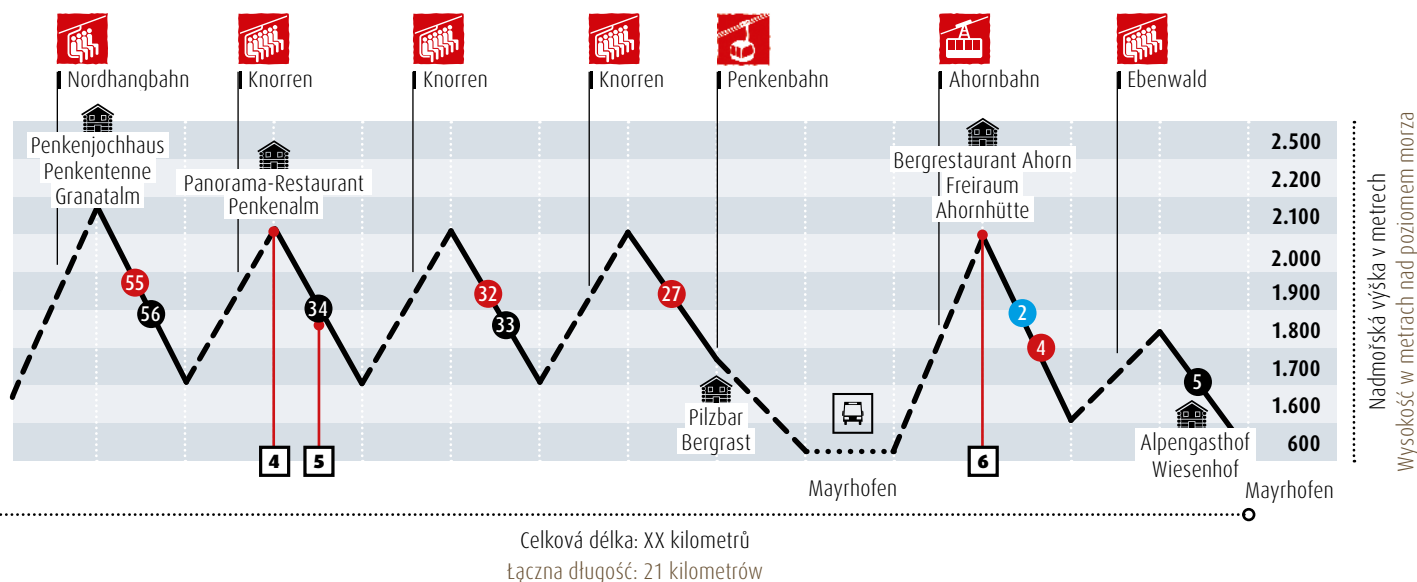 Nordhangbahn
Knorren
Knorren
Knorren
Penkenbahn
Ahornbahn
Ebenwald
Penkenjochhaus
Penkentenne
Granatalm
Panorama-Restaurant
Penkenalm
Bergrestaurant Ahorn
Freiraum
Ahornhütte
2.500
2.200
2.100
2.000
1.900
1.800
1.700
1.600
600
55
56
34
32
33
27
2
4
5
Pilzbar
Bergrast
Alpengasthof
Wiesenhof
4
5
6
Mayrhofen
Mayrhofen
Nadmořská výška v metrech
Wysokość w metrach nad poziomem morza
Celková délka: XX kilometrů
Łączna długość: 21 kilometrów